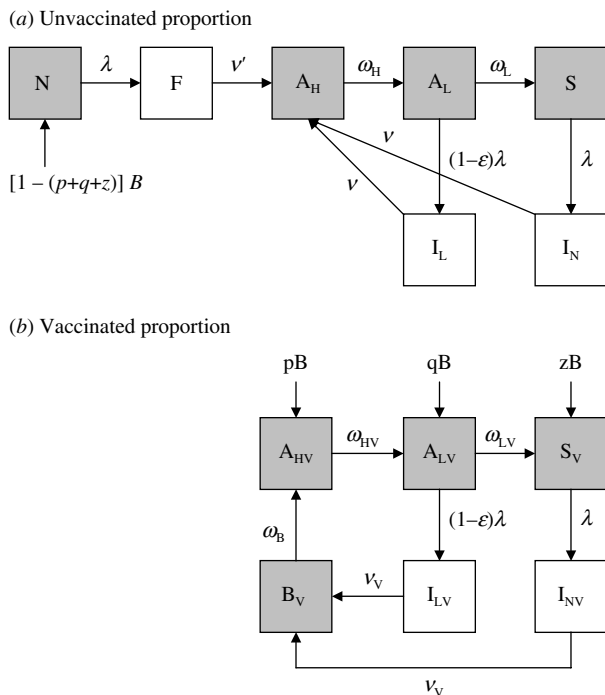 (a) Unvaccinated proportion
N λ F ν' A_H ω_H A_L ω_L S
ν (1–ε)λ λ
[1 – (p+q+z)] B
ν
I_L I_N
(b) Vaccinated proportion
pB qB zB
A_HV ω_HV A_LV ω_LV S_V
ω_B (1–ε)λ λ
B_V ν_V I_LV I_NV
ν_V